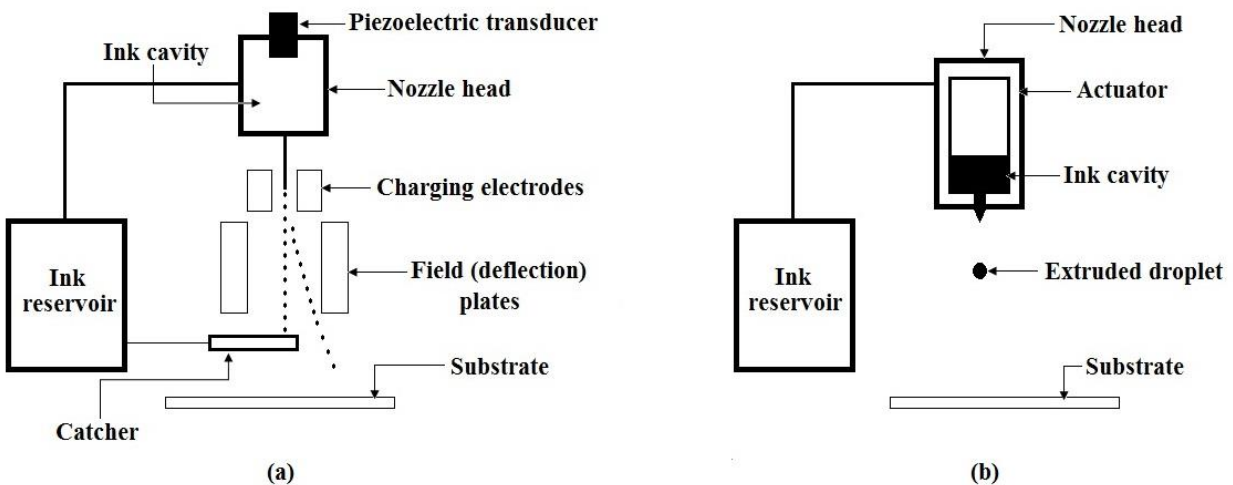 Piezoelectric transducer
Ink cavity
Nozzle head
Charging electrodes
Field (deflection)
plates
Ink
reservoir
Substrate
Catcher
(a)
Nozzle head
Actuator
Ink cavity
Extruded droplet
Ink
reservoir
Substrate
(b)